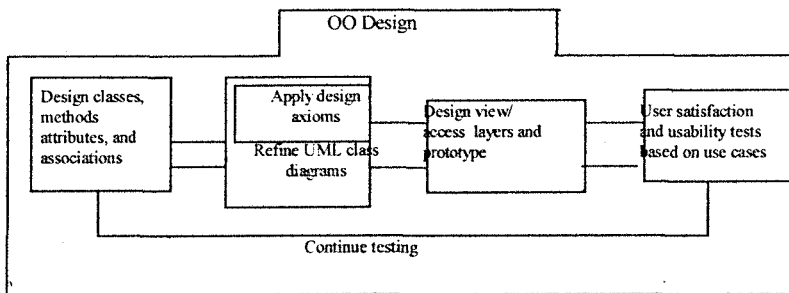 OO Design
Design classes,
methods
attributes, and
associations
Apply design
axioms
Refine UML class
diagrams
Design view/
access layers and
prototype
User satisfaction
and usability tests
based on use cases
Continue testing